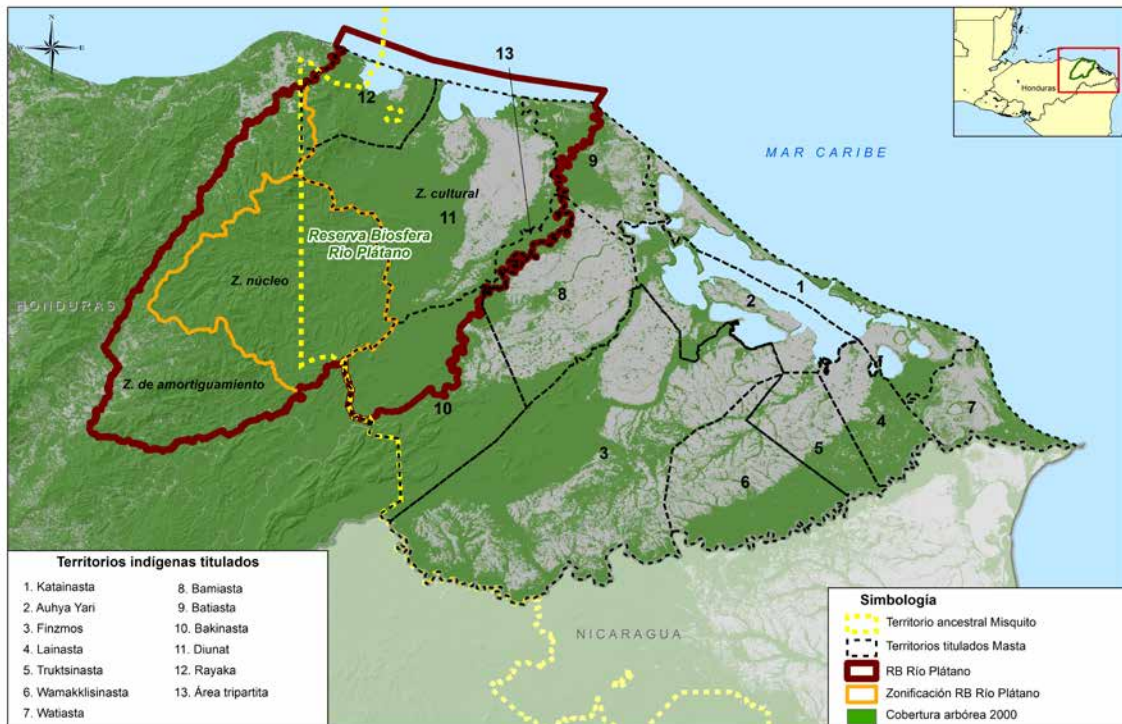 N
W
E
S
Honduras
13
12
MAR CARIBE
9
Z. cultural
11
Reserva Biosfera
Río Plátano
Z. núcleo
HONDURAS
8
1
2
Z. de amortiguamiento
10
7
4
5
3
6
NICARAGUA
Territorios indígenas titulados
1. Katainasta
2. Auhya Yari
3. Finzmos
4. Lainasta
5. Truktsinasta
6. Wamakklisinasta
7. Watiasta
8. Bamiasta
9. Batiasta
10. Bakinasta
11. Diunat
12. Rayaka
13. Área tripartita
Simbología
Territorio ancestral Misquito
Territorios titulados Masta
RB Río Plátano
Zonificación RB Río Plátano
Cobertura arbórea 2000